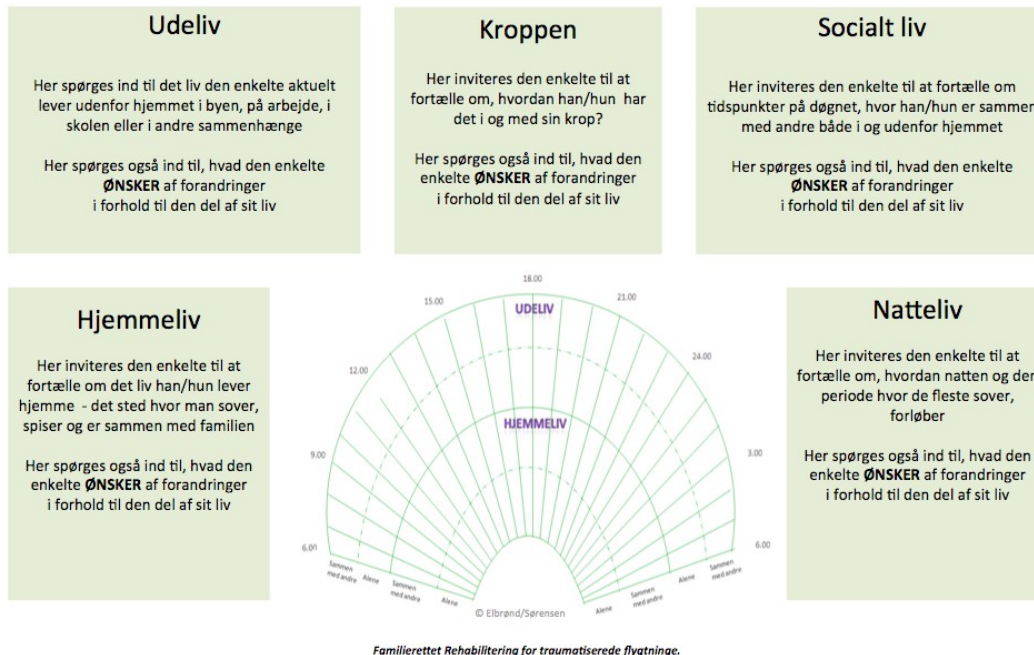 Udeliv
Her spørges ind til det liv den enkelte aktuelt
lever udenfor hjemmet i byen, på arbejde, i
skolen eller i andre sammenhænge
Her spørges også ind til, hvad den enkelte
ØNSKER af forandringer
i forhold til den del af sit liv
Kroppen
Her inviteres den enkelte til at
fortælle om, hvordan han/hun har
det i og med sin krop?
Her spørges også ind til, hvad den
enkelte ØNSKER af forandringer
i forhold til den del af sit liv
Socialt liv
Her inviteres den enkelte til at fortælle om
tidspunkter på døgnet, hvor han/hun er sammen
med andre både i og udenfor hjemmet
Her spørges også ind til, hvad den enkelte
ØNSKER af forandringer
i forhold til den del af sit liv
Hjemmeliv
Her inviteres den enkelte til at
fortælle om det liv han/hun lever
hjemme - det sted hvor man sover,
spiser og er sammen med familien
Her spørges også ind til, hvad den
enkelte ØNSKER af forandringer
i forhold til den del af sit liv
18.00
15.00
21.00
UDELIV
12.00
24.00
HJEMMELIV
9.00
3.00
6.00
6.00
Sammen
med andre
Alene
Sammen
med andre
Alene
Alene
Sammen
med andre
Alene
Sammen
med andre
© Elbrønd/Sørensen
Natteliv
Her inviteres den enkelte til at
fortælle om, hvordan natten og den
periode hvor de fleste sover,
forløber
Her spørges også ind til, hvad den
enkelte ØNSKER af forandringer
i forhold til den del af sit liv
Familierettet Rehabilitering for traumatiserede flygtninge.